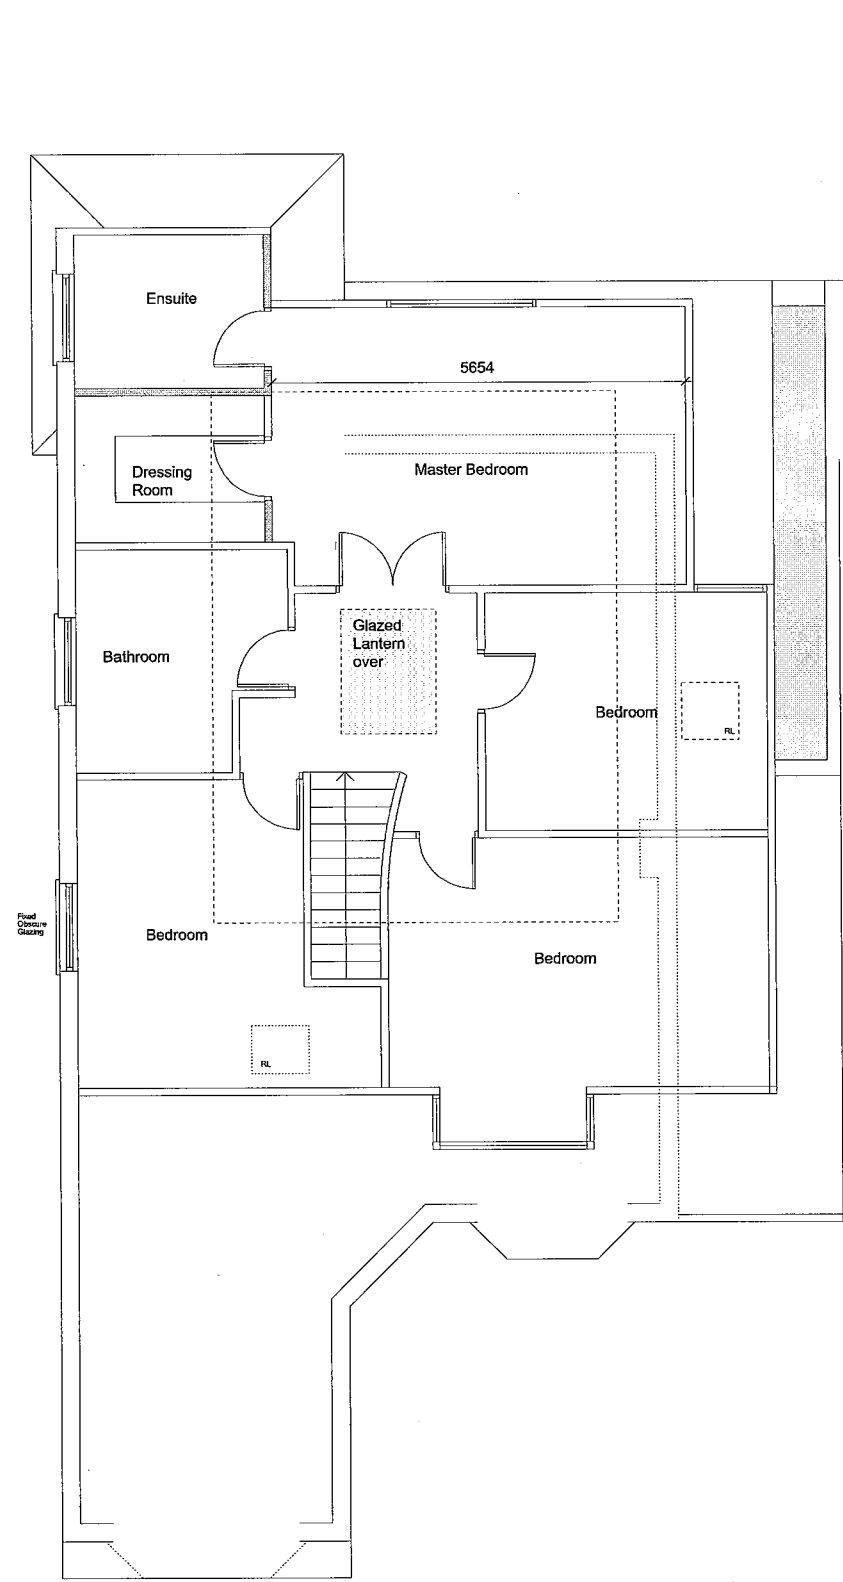 Ensuite
5654
Dressing
Room
Master Bedroom
Glazed
Lantern
over
Bathroom
Bedroom
RL
Fixed
Obscure
Glazing
Bedroom
Bedroom
RL